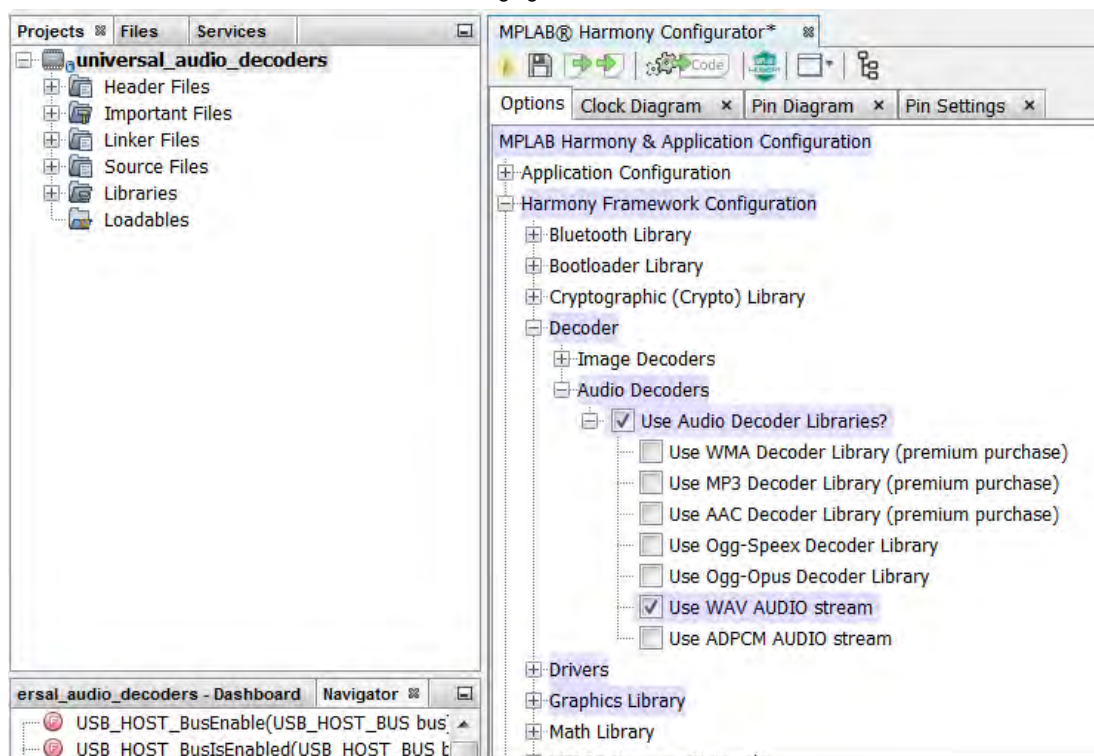 Projects Files Services
universal_audio_decoders
Header Files
Important Files
Linker Files
Source Files
Libraries
Loadables
ersal_audio_decoders - Dashboard Navigator
USB_HOST_BusEnable(USB_HOST_BUS bus)
USB_HOST_BusIsEnabled(USB_HOST_BUS b
MPLAB® Harmony Configurator*
Code
Options Clock Diagram Pin Diagram Pin Settings
MPLAB Harmony & Application Configuration
Application Configuration
Harmony Framework Configuration
Bluetooth Library
Bootloader Library
Cryptographic (Crypto) Library
Decoder
Image Decoders
Audio Decoders
Use Audio Decoder Libraries?
Use WMA Decoder Library (premium purchase)
Use MP3 Decoder Library (premium purchase)
Use AAC Decoder Library (premium purchase)
Use Ogg-Speex Decoder Library
Use Ogg-Opus Decoder Library
Use WAV AUDIO stream
Use ADPCM AUDIO stream
Drivers
Graphics Library
Math Library